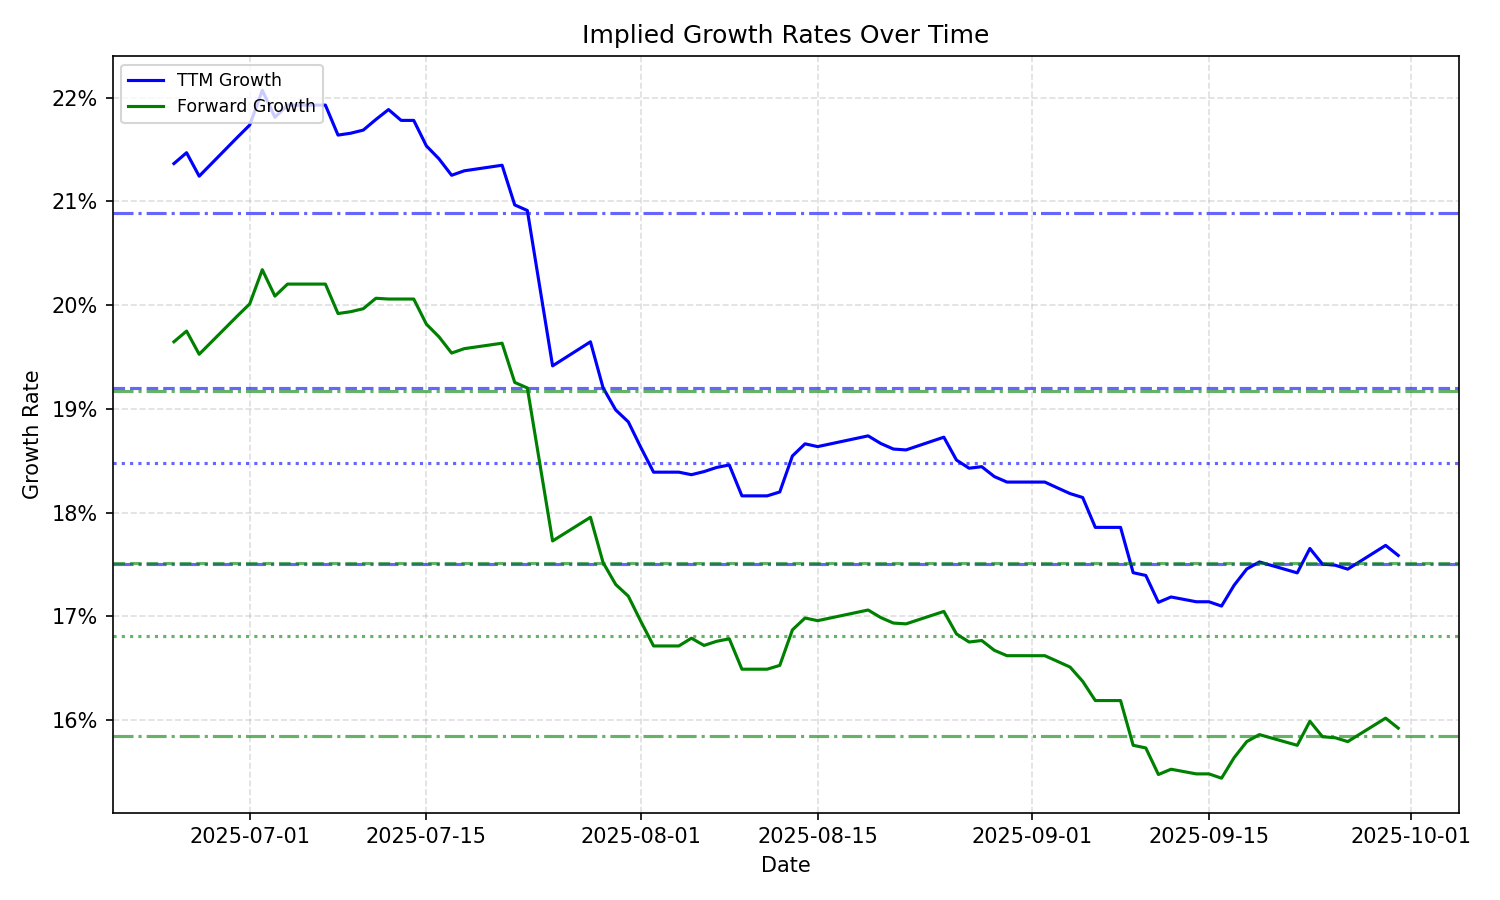 Implied Growth Rates Over Time
TTM Growth
Forward Growth
22%
21%
20%
19%
18%
17%
16%
Growth Rate
2025-07-01
2025-07-15
2025-08-01
2025-08-15
2025-09-01
2025-09-15
2025-10-01
Date